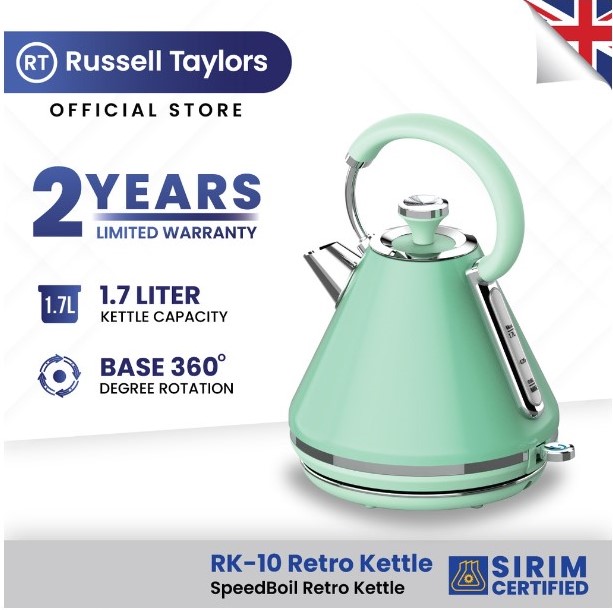 RT Russell Taylors
OFFICIAL STORE
2 YEARS
LIMITED WARRANTY
1.7L
1.7 LITER
KETTLE CAPACITY
BASE 360°
DEGREE ROTATION
RK-10 Retro Kettle
SpeedBoil Retro Kettle
SIRIM
CERTIFIED